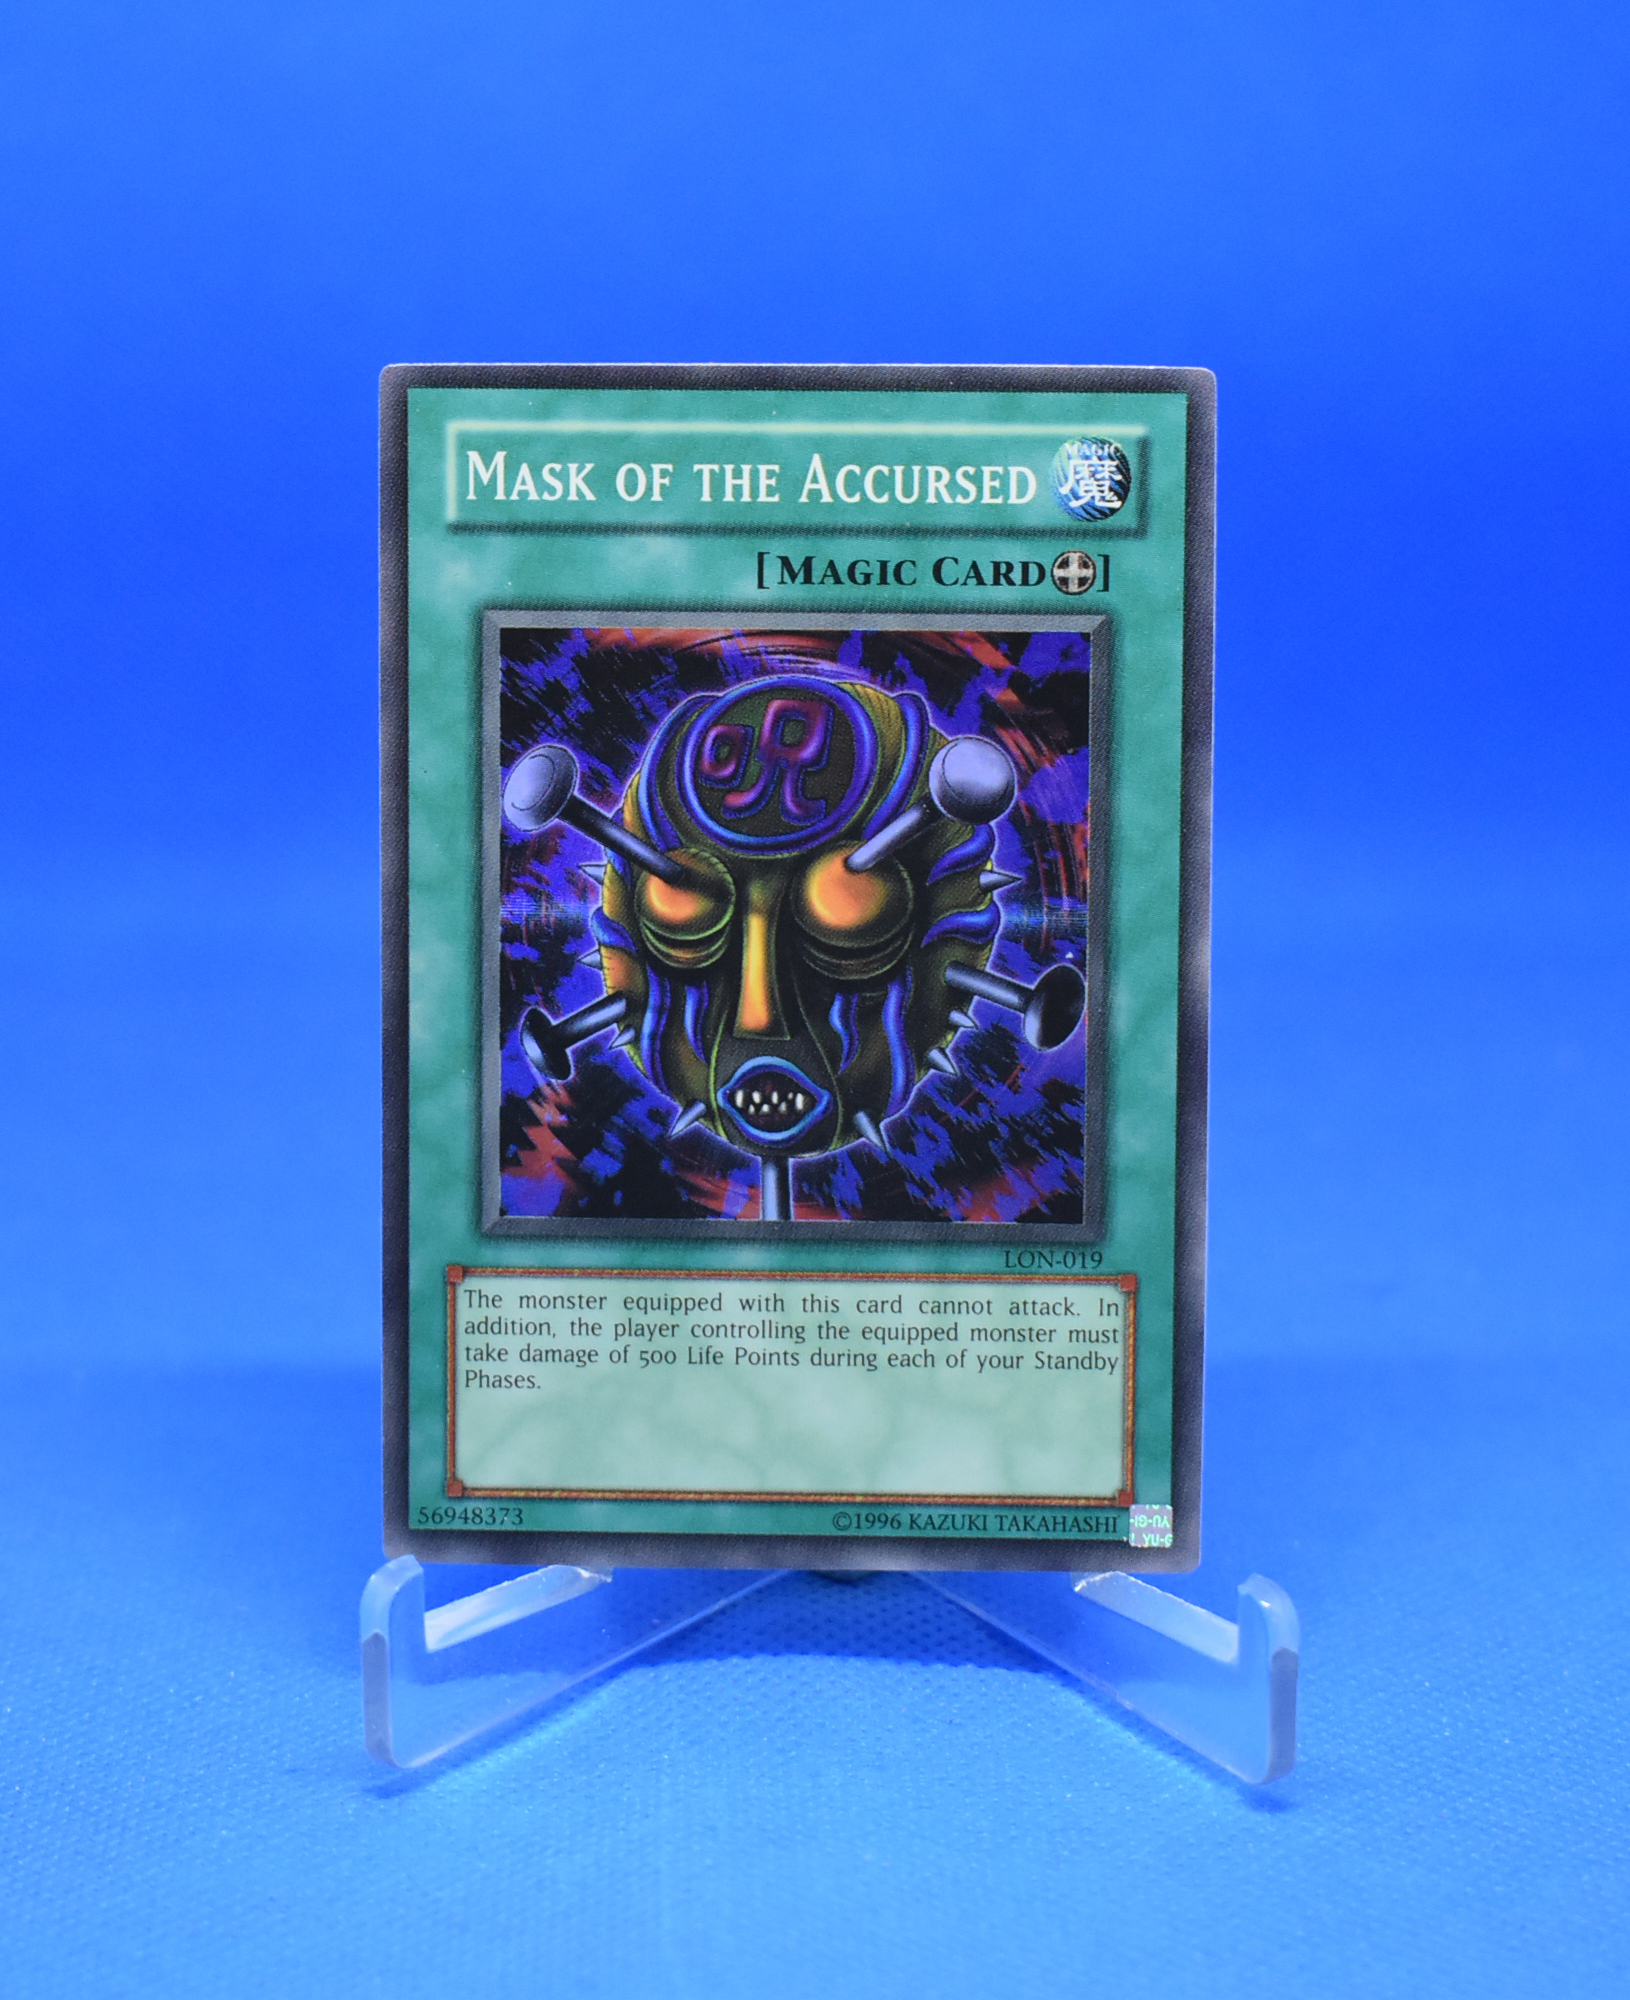 MASK OF THE ACCURSED
MAGIC
魔
[MAGIC CARD]
呪
LON-019
The monster equipped with this card cannot attack. In
addition, the player controlling the equipped monster must
take damage of 500 Life Points during each of your Standby
Phases.
56948373
©1996 KAZUKI TAKAHASHI